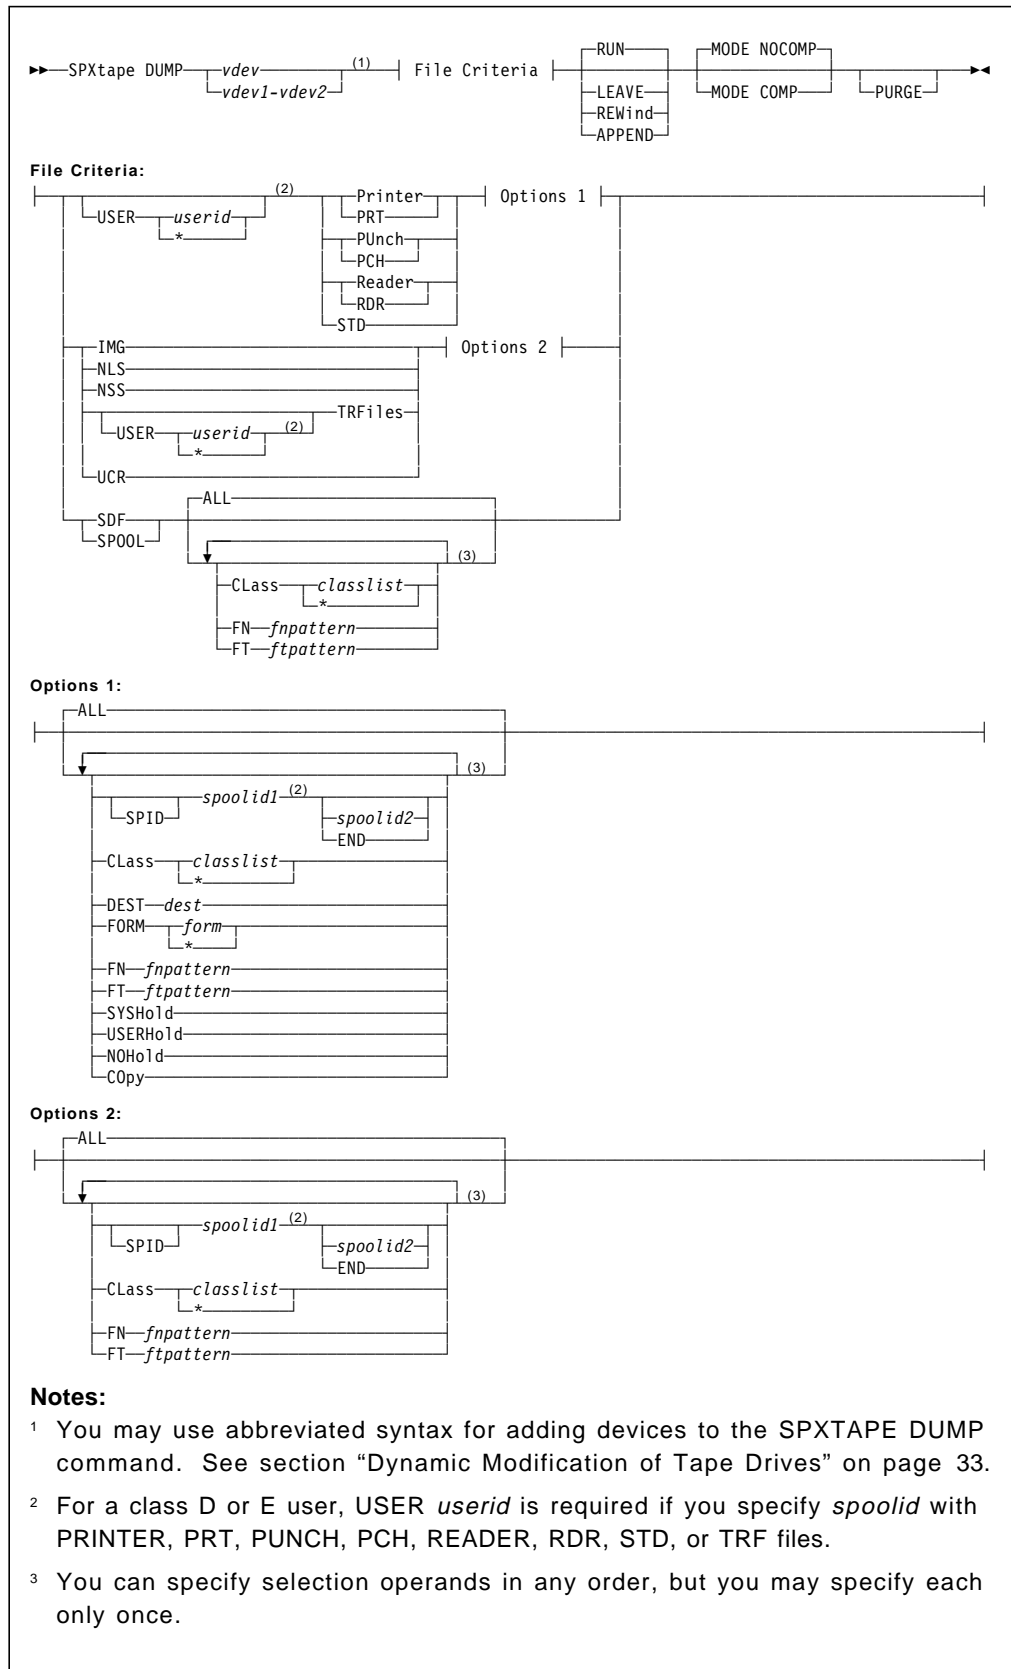 RUN MODE NOCOMP
SPXtape DUMP vdev (1) File Criteria
vdev1-vdev2 LEAVE MODE COMP PURGE
REWind
APPEND
File Criteria:
(2) Printer Options 1
USER userid PRT
* PUnch
PCH
Reader
RDR
STD
IMG Options 2
NLS
NSS
TRFiles
USER userid (2)
*
UCR
ALL
SDF
SPOOL
(3)
CLass classlist
*
FN fnpattern
FT ftpattern
Options 1:
ALL
(3)
spoolid1 (2)
SPID spoolid2
END
CLass classlist
*
DEST dest
FORM form
*
FN fnpattern
FT ftpattern
SYSHold
USERHold
NOHold
COpy
Options 2:
ALL
(3)
spoolid1 (2)
SPID spoolid2
END
CLass classlist
*
FN fnpattern
FT ftpattern
Notes:
1 You may use abbreviated syntax for adding devices to the SPXTAPE DUMP
command. See section “Dynamic Modification of Tape Drives” on page 33.
2 For a class D or E user, USER userid is required if you specify spoolid with
PRINTER, PRT, PUNCH, PCH, READER, RDR, STD, or TRF files.
3 You can specify selection operands in any order, but you may specify each
only once.